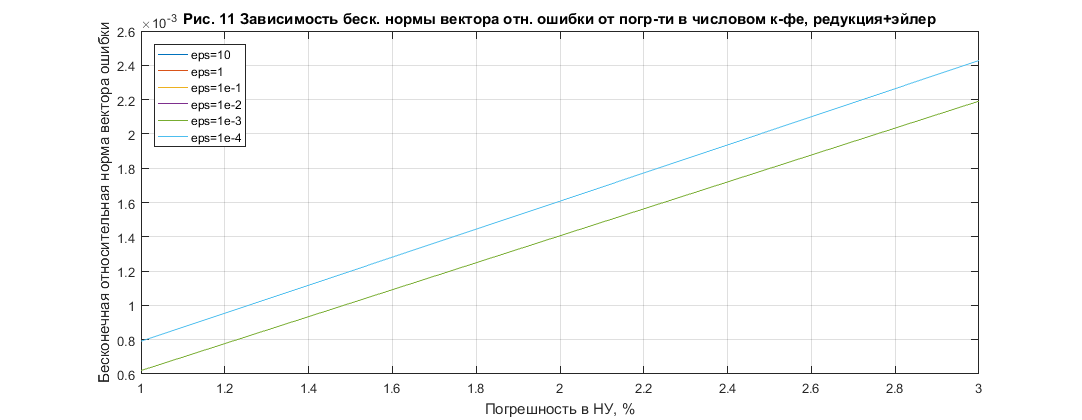 ×10-3
Рис. 11 Зависимость беск. нормы вектора отн. ошибки от погр-ти в числовом к-фе, редукция+эйлер
Бесконечная относительная норма вектора ошибки
2.6
2.4
2.2
2
1.8
1.6
1.4
1.2
1
0.8
0.6
eps=10
eps=1
eps=1e-1
eps=1e-2
eps=1e-3
eps=1e-4
1 1.2 1.4 1.6 1.8 2 2.2 2.4 2.6 2.8 3
Погрешность в НУ, %